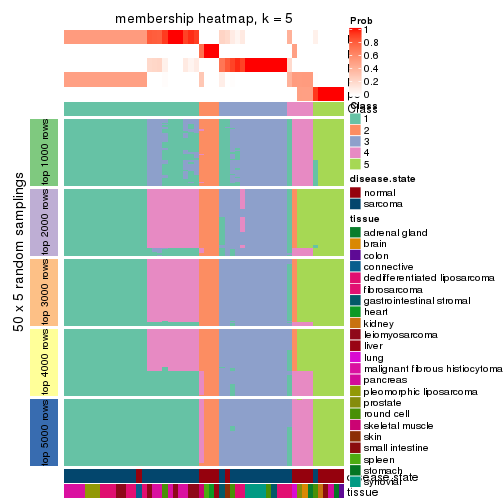 membership heatmap, k = 5
Prob
1
0.8
0.6
0.4
0.2
0
Class
Class
1
2
3
4
5
disease.state
normal
sarcoma
tissue
adrenal gland
brain
colon
connective
dedifferentiated liposarcoma
fibrosarcoma
gastrointestinal stromal
heart
kidney
leiomyosarcoma
liver
lung
malignant fibrous histiocytoma
pancreas
pleomorphic liposarcoma
prostate
round cell
skeletal muscle
skin
small intestine
spleen
stomach
synovial
disease.state
tissue
50 x 5 random samplings
top 1000 rows
top 2000 rows
top 3000 rows
top 4000 rows
top 5000 rows